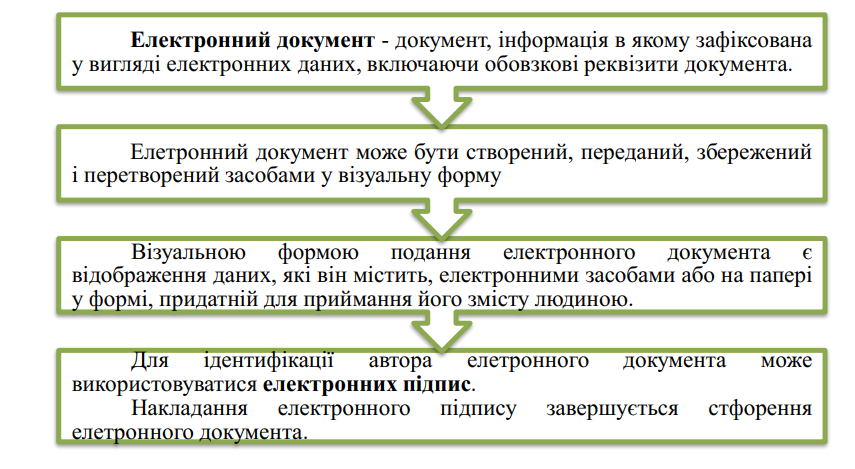 Електронний документ - документ, інформація в якому зафіксована
у вигляді електронних даних, включаючи обовзкові реквізити документа.
Елетронний документ може бути створений, переданий, збережений
і перетворений засобами у візуальну форму
Візуальною формою подання електронного документа є
відображення даних, які він містить, електронними засобами або на папері
у формі, придатній для приймання його змісту людиною.
Для ідентифікації автора елетронного документа може
використовуватися електронних підпис.
Накладання електронного підпису завершується стфорення
елетронного документа.